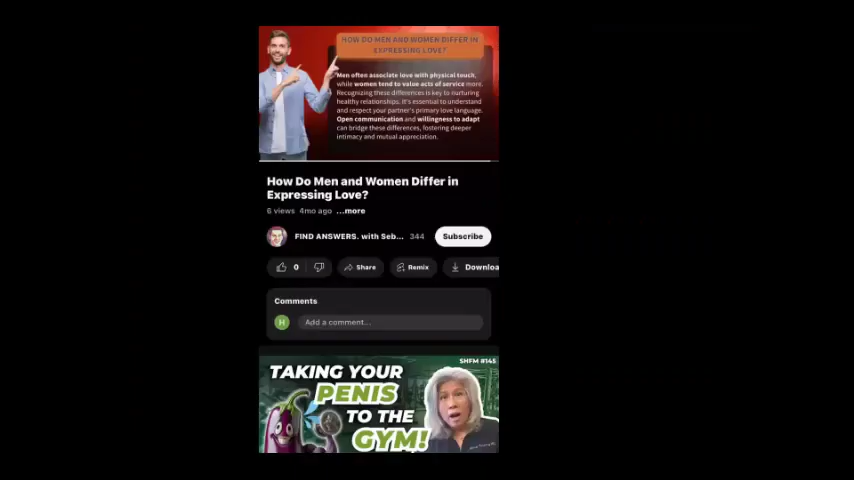 HOW DO MEN AND WOMEN DIFFER IN
EXPRESSING LOVE?
Men often associate love with physical touch,
while women tend to value acts of service more.
Recognizing these differences is key to nurturing
healthy relationships. It's essential to understand
and respect your partner's primary love language.
Open communication and willingness to adapt
can bridge these differences, fostering deeper
intimacy and mutual appreciation.
How Do Men and Women Differ in
Expressing Love?
6 views 4mo ago ...more
FIND ANSWERS. with Seb... 344 Subscribe
0 Share Remix Downloa
Comments
H Add a comment...
SHFM #145
TAKING YOUR
PENIS
TO THE
GYM!